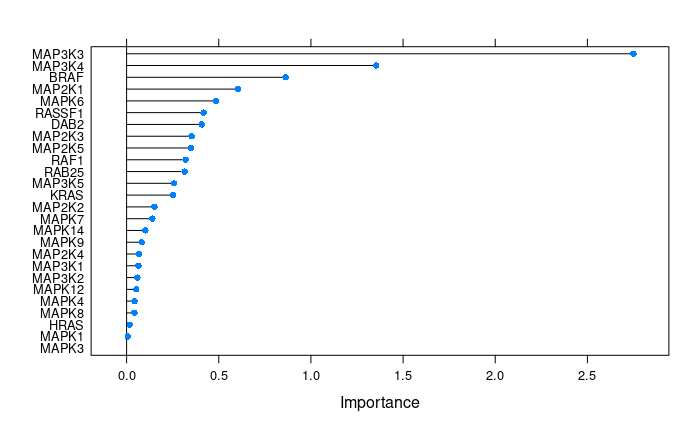 MAP3K3
MAP3K4
BRAF
MAP2K1
MAPK6
RASSF1
DAB2
MAP2K3
MAP2K5
RAF1
RAB25
MAP3K5
KRAS
MAP2K2
MAPK7
MAPK14
MAPK9
MAP2K4
MAP3K1
MAP3K2
MAPK12
MAPK4
MAPK8
HRAS
MAPK1
MAPK3
0.0 0.5 1.0 1.5 2.0 2.5
Importance